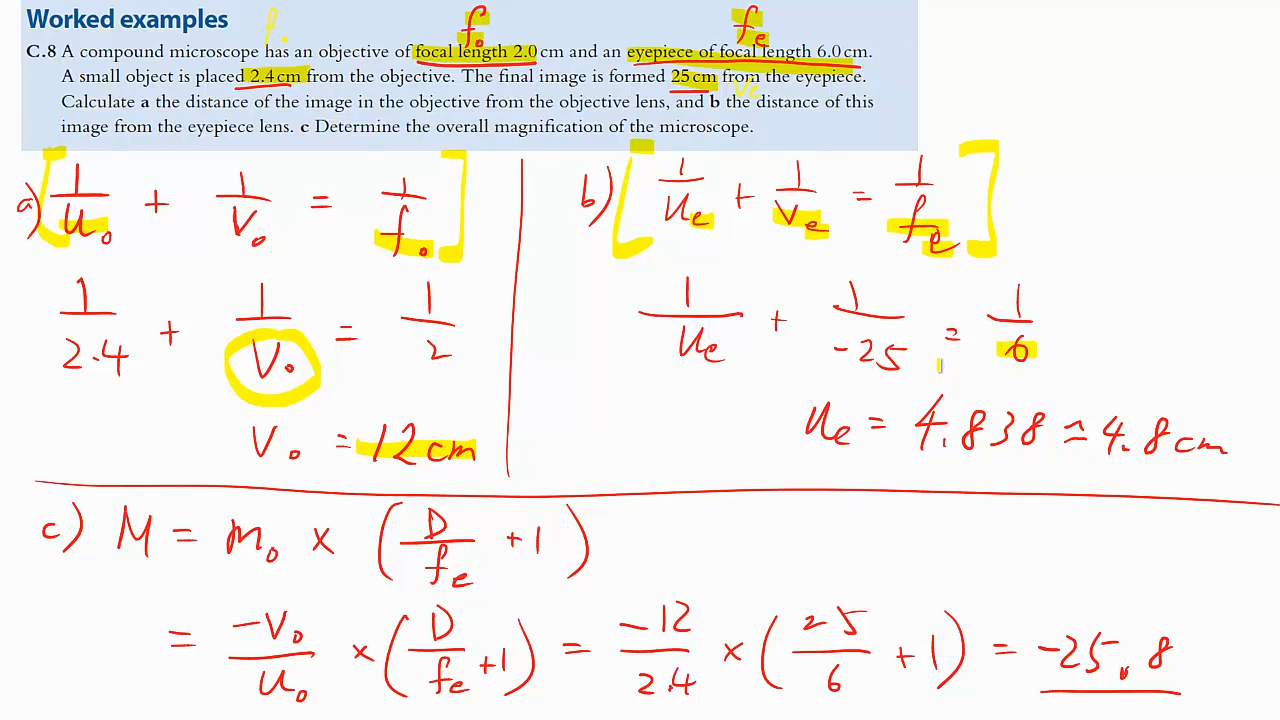 Worked examples
f.
f₀
fe
C.8 A compound microscope has an objective of focal length 2.0 cm and an eyepiece of focal length 6.0 cm.
A small object is placed 2.4 cm from the objective. The final image is formed 25 cm from the eyepiece.
Ve
Calculate a the distance of the image in the objective from the objective lens, and b the distance of this
image from the eyepiece lens. c Determine the overall magnification of the microscope.
a) [1/u₀ + 1/V₀ = 1/f₀]
1/2.4 + 1/V₀ = 1/2
V₀ = 12 cm
b) [1/ue + 1/Ve = 1/fe]
1/ue + 1/-25 = 1/6
ue = 4.838 ≃ 4.8 cm
c) M = m₀ × (D/fe + 1)
= -V₀/u₀ × (D/fe + 1) = -12/2.4 × (25/6 + 1) = -25.8